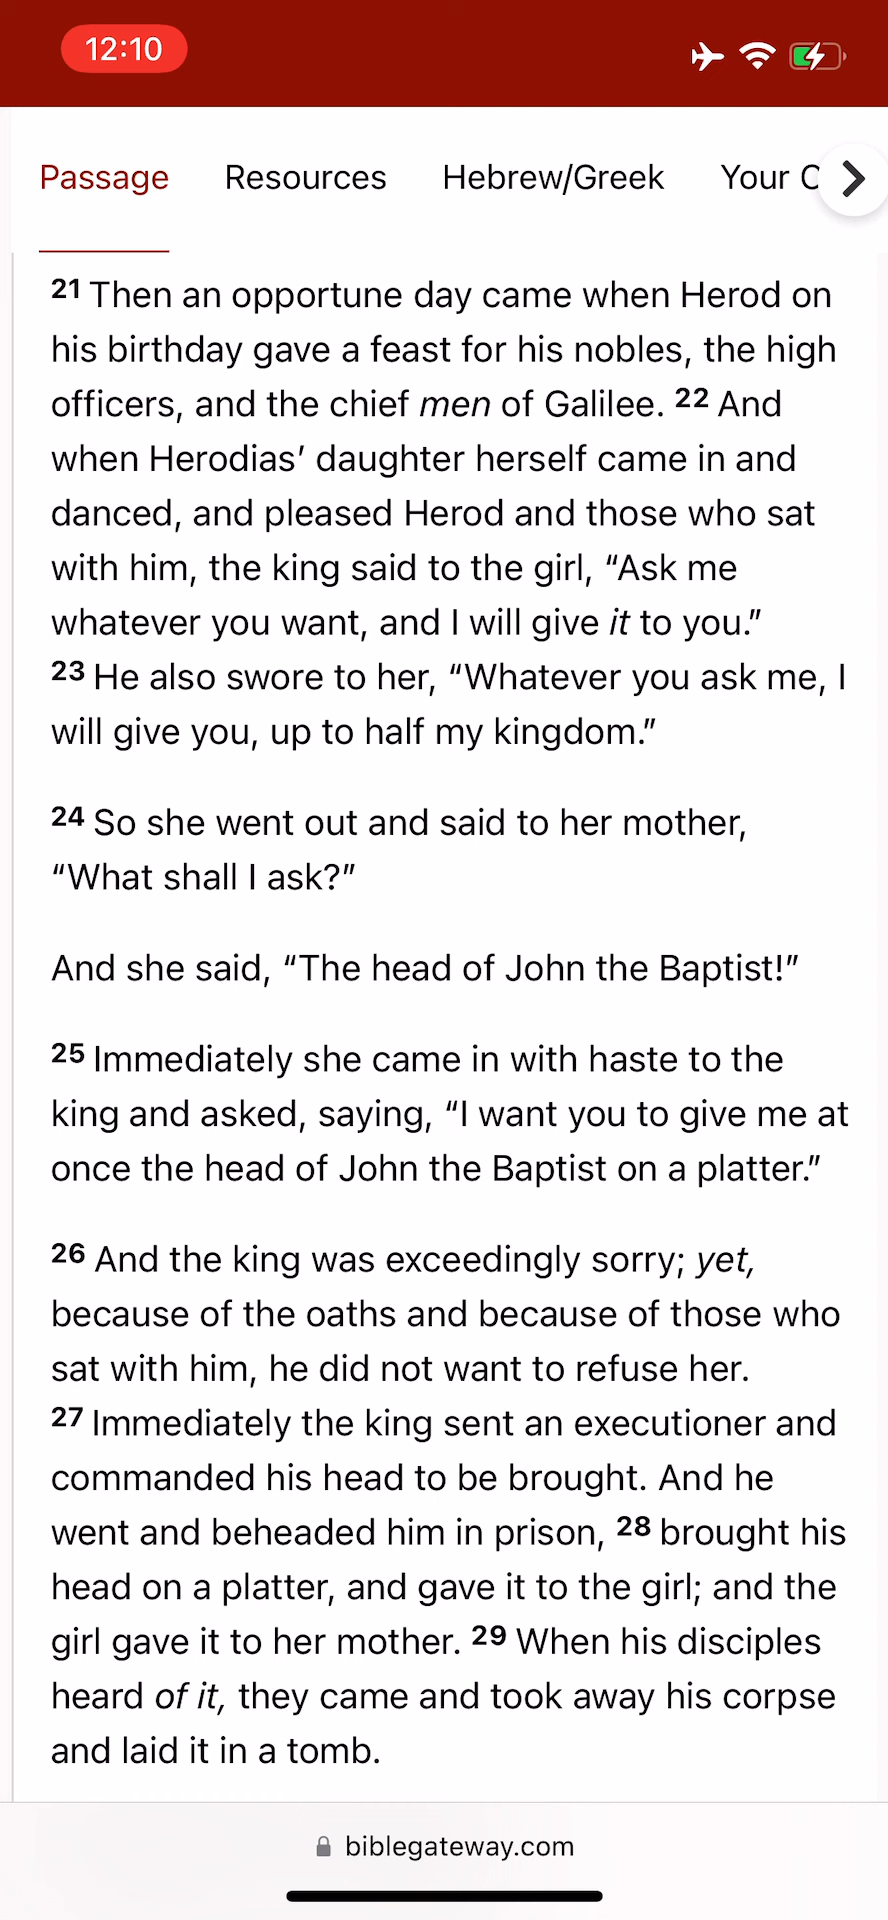 12:10
Passage Resources Hebrew/Greek Your
21 Then an opportune day came when Herod on
his birthday gave a feast for his nobles, the high
officers, and the chief men of Galilee. 22 And
when Herodias’ daughter herself came in and
danced, and pleased Herod and those who sat
with him, the king said to the girl, “Ask me
whatever you want, and I will give it to you.”
23 He also swore to her, “Whatever you ask me, I
will give you, up to half my kingdom.”
24 So she went out and said to her mother,
“What shall I ask?”
And she said, “The head of John the Baptist!”
25 Immediately she came in with haste to the
king and asked, saying, “I want you to give me at
once the head of John the Baptist on a platter.”
26 And the king was exceedingly sorry; yet,
because of the oaths and because of those who
sat with him, he did not want to refuse her.
27 Immediately the king sent an executioner and
commanded his head to be brought. And he
went and beheaded him in prison, 28 brought his
head on a platter, and gave it to the girl; and the
girl gave it to her mother. 29 When his disciples
heard of it, they came and took away his corpse
and laid it in a tomb.
biblegateway.com